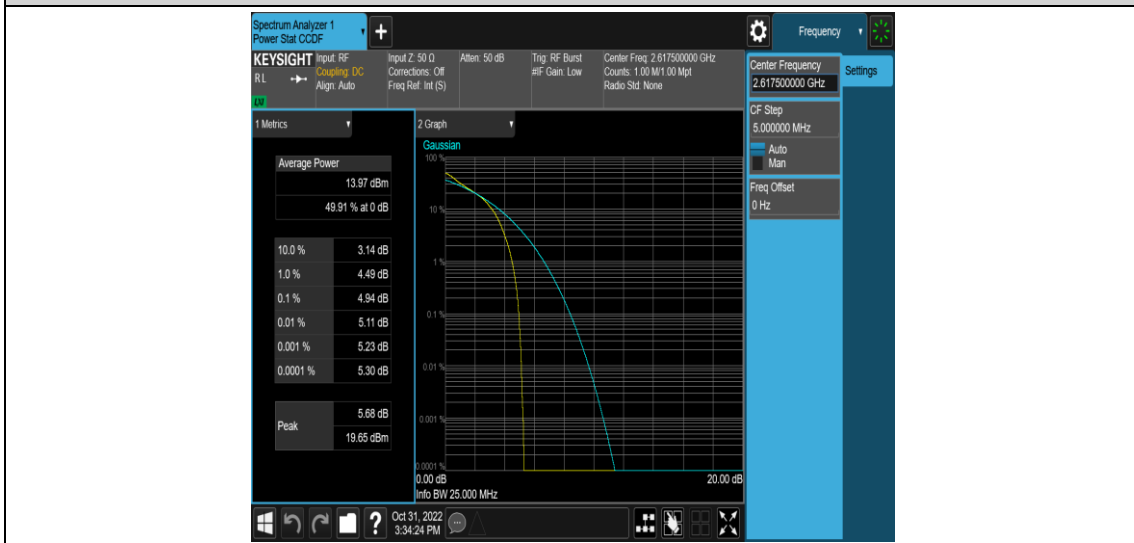 Spectrum Analyzer 1
Power Stat CCDF
Frequency
KEYSIGHT
RL
LXI
Input: RF
Coupling: DC
Align: Auto
Input Z: 50 Ω
Corrections: Off
Freq Ref: Int (S)
Atten: 50 dB
Trig: RF Burst
#IF Gain: Low
Center Freq: 2.617500000 GHz
Counts: 1.00 M/1.00 Mpt
Radio Std: None
Center Frequency
2.617500000 GHz
Settings
CF Step
5.000000 MHz
Auto
Man
Freq Offset
0 Hz
1 Metrics
Average Power
13.97 dBm
49.91 % at 0 dB
10.0 % 3.14 dB
1.0 % 4.49 dB
0.1 % 4.94 dB
0.01 % 5.11 dB
0.001 % 5.23 dB
0.0001 % 5.30 dB
Peak
5.68 dB
19.65 dBm
2 Graph
Gaussian
100 %
10 %
1 %
0.1 %
0.01 %
0.001 %
0.0001 %
0.00 dB 20.00 dB
Info BW 25.000 MHz
Oct 31, 2022
3:34:24 PM